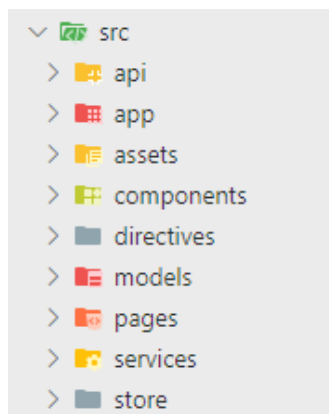 src
api
app
assets
components
directives
models
pages
services
store